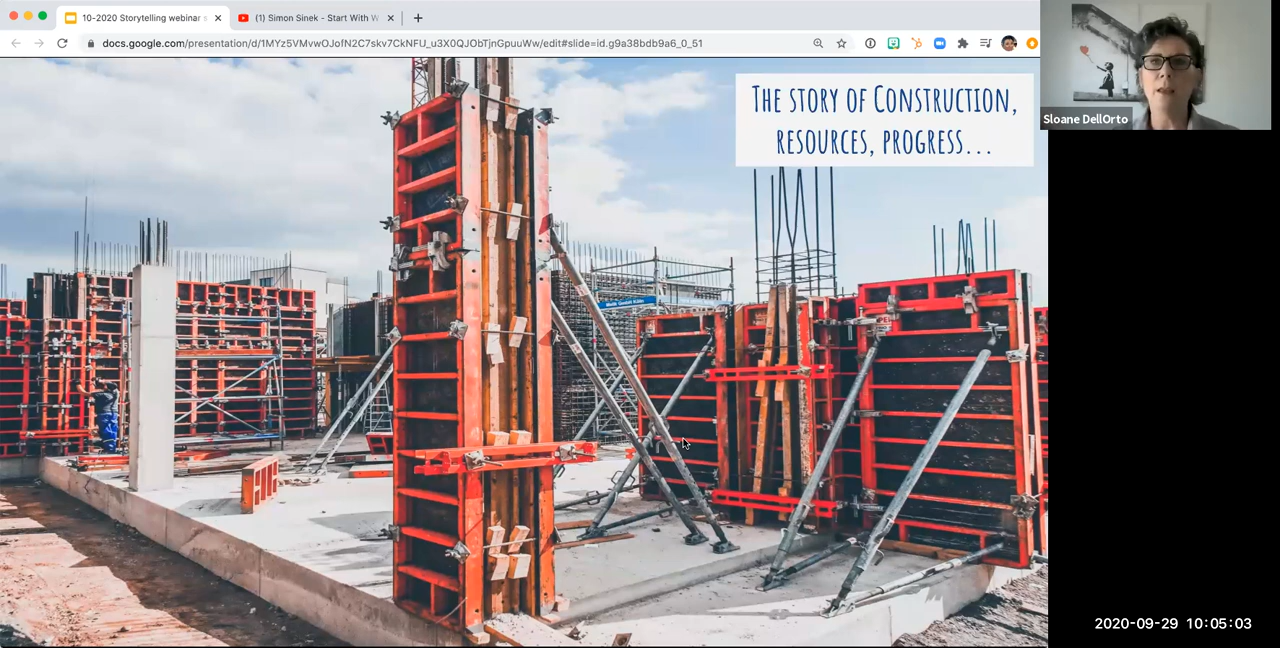 10-2020 Storytelling webinar s
(1) Simon Sinek - Start With W
docs.google.com/presentation/d/1MYz5VMvwOJofN2C7skv7CkNFU_u3X0QJObTjnGpuuWw/edit#slide=id.g9a38bdb9a6_0_51
THE STORY OF CONSTRUCTION,
RESOURCES, PROGRESS...
Sloane DellOrto
2020-09-29 10:05:03